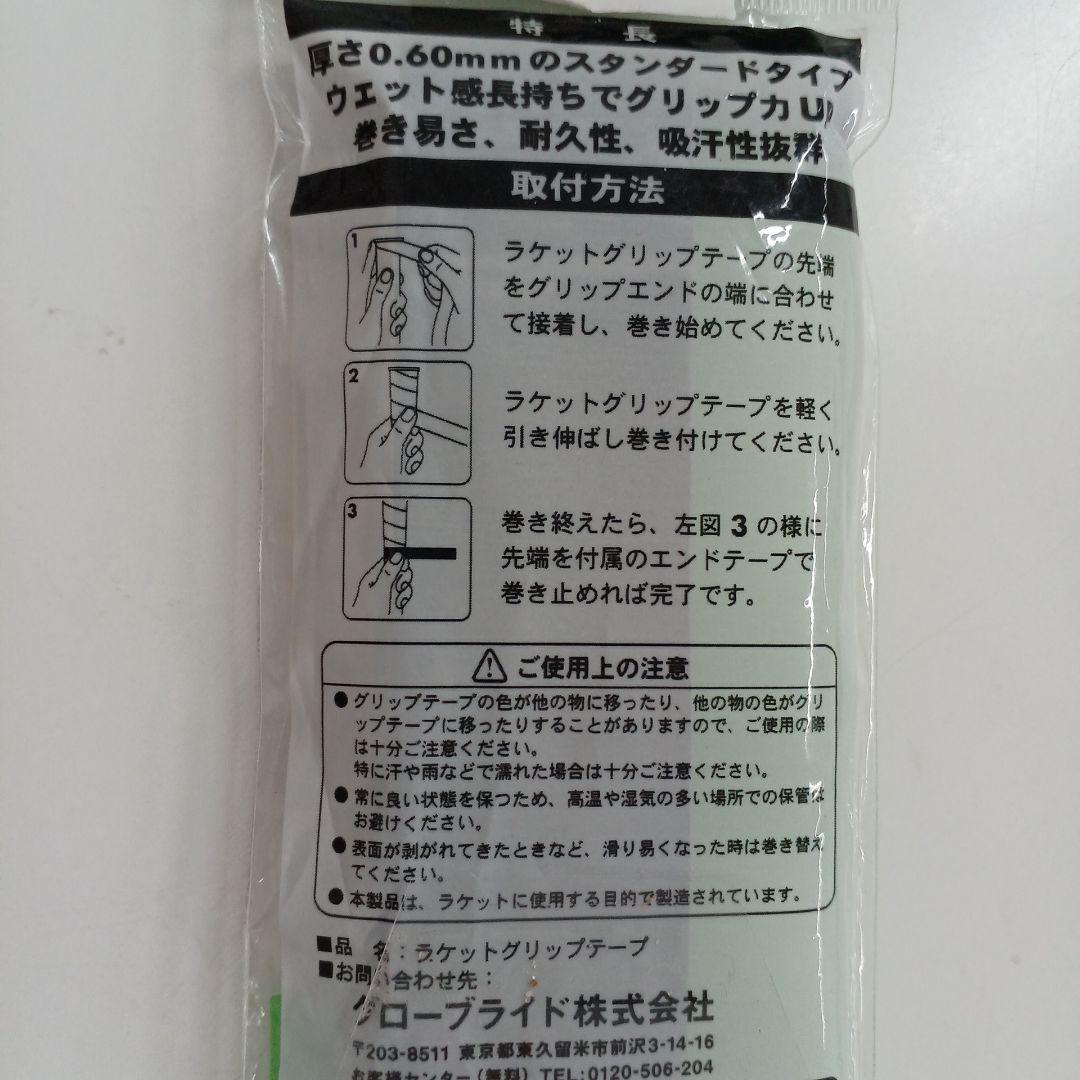 特長
厚さ0.60mmのスタンダードタイプ
ウエット感長持ちでグリップ力U
巻き易さ、耐久性、吸汗性抜群
取付方法
1
ラケットグリップテープの先端
をグリップエンドの端に合わせ
て接着し、巻き始めてください。
2
ラケットグリップテープを軽く
引き伸ばし巻き付けてください。
3
巻き終えたら、左図3の様に
先端を付属のエンドテープで
巻き止めれば完了です。
ご使用上の注意
●グリップテープの色が他の物に移ったり、他の物の色がグリ
ップテープに移ったりすることがありますので、ご使用の際
は十分ご注意ください。
特に汗や雨などで濡れた場合は十分ご注意ください。
●常に良い状態を保つため、高温や湿気の多い場所での保管は
お避けください。
●表面が剥がれてきたときなど、滑り易くなった時は巻き替え
てください。
●本製品は、ラケットに使用する目的で製造されています。
■品 名：ラケットグリップテープ
■お問い合わせ先：
グローブライド株式会社
〒203-8511 東京都東久留米市前沢3-14-16
お客様センター(無料) TEL:0120-506-204